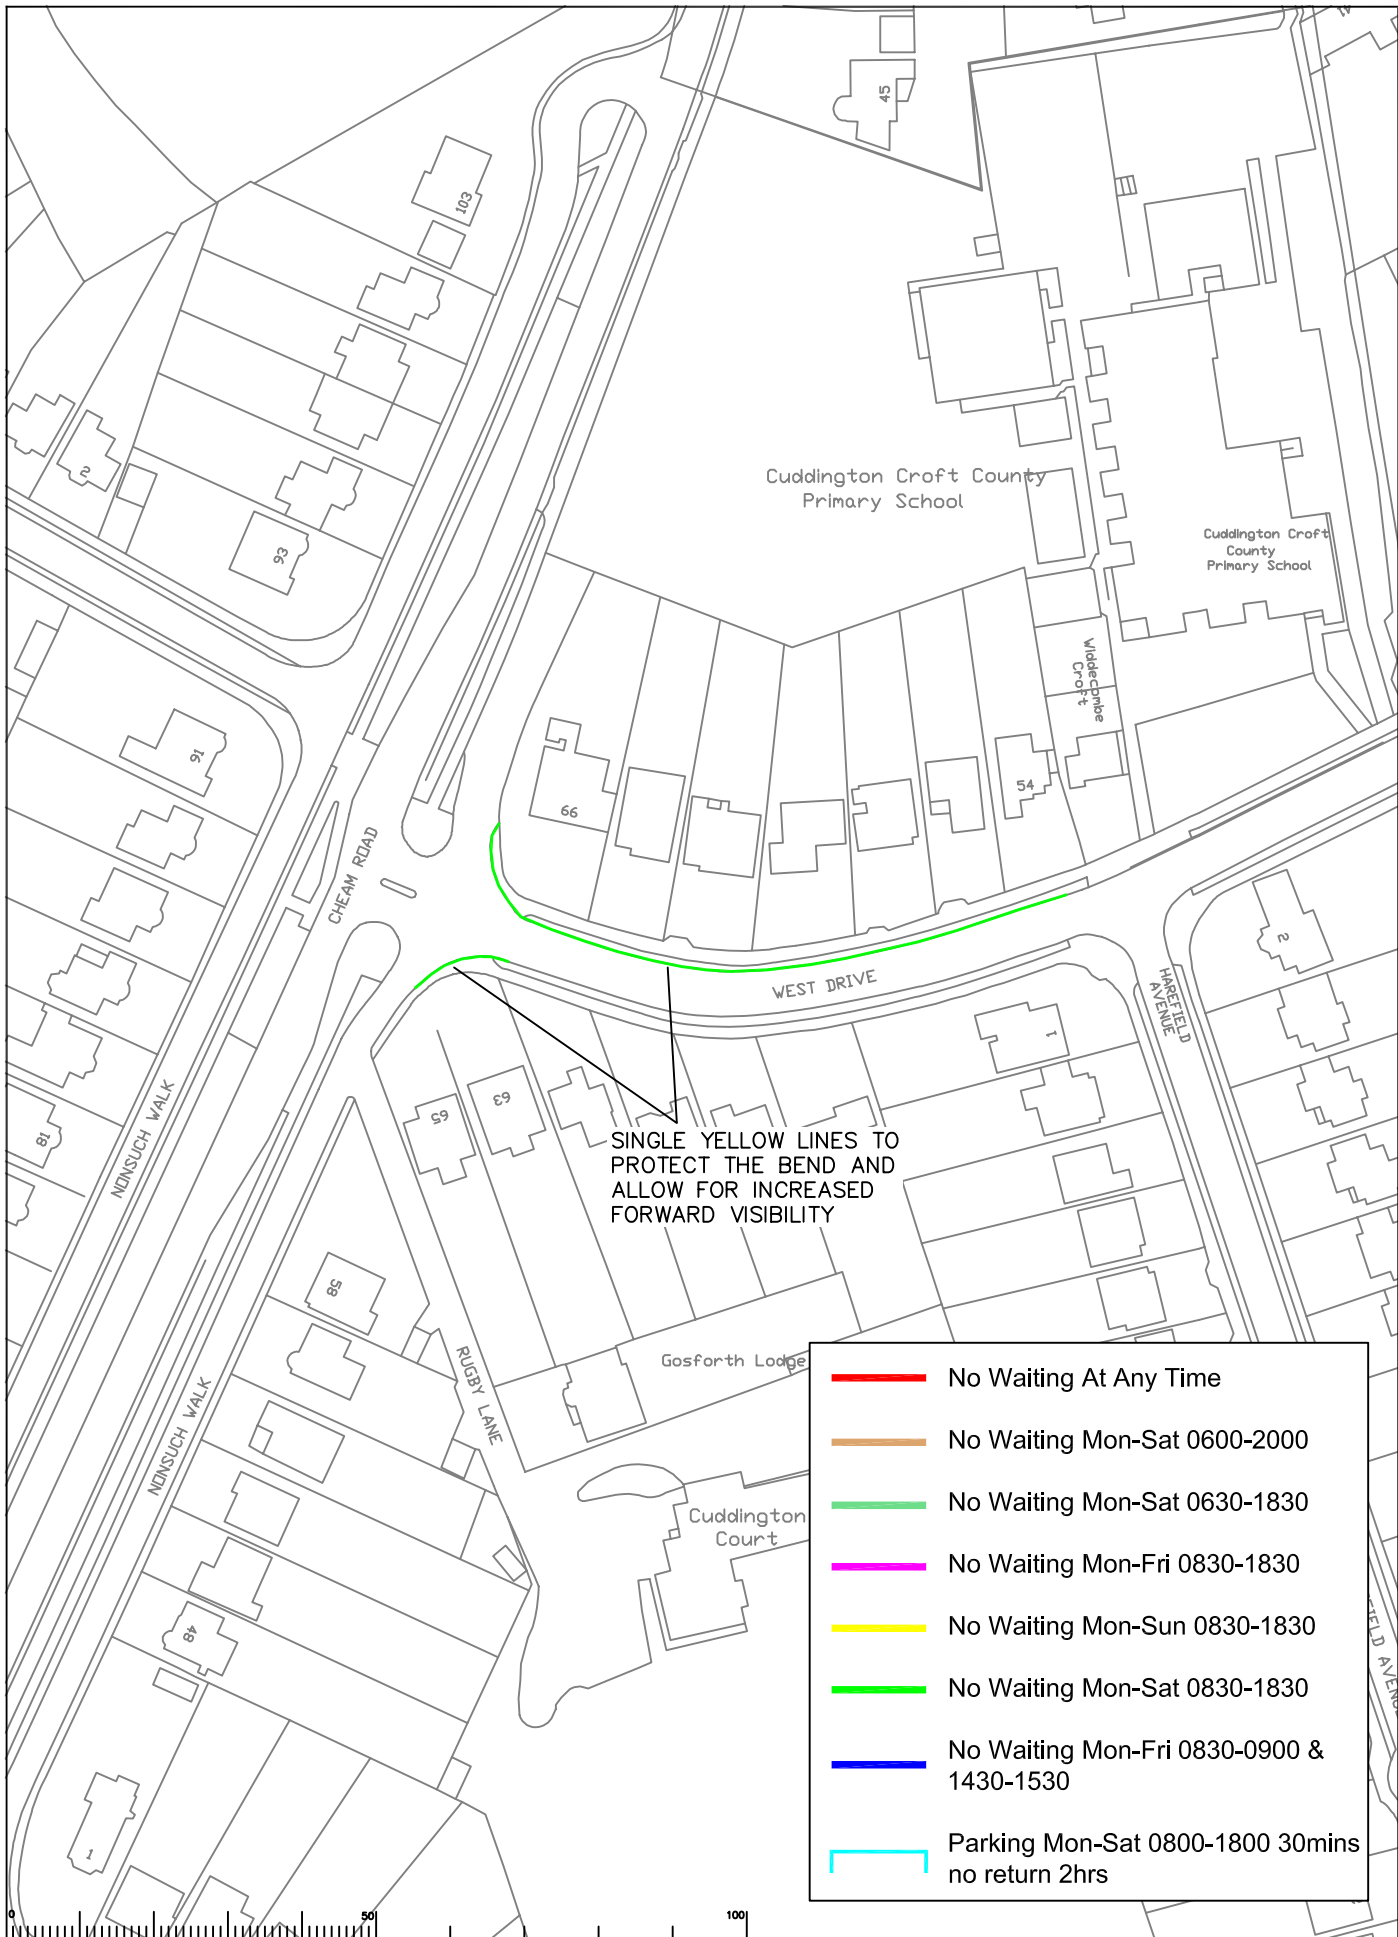 45
103
2
93
Cuddington Croft County
Primary School
Cuddington Croft
County
Primary School
Widdecombe
Croft
91
66
54
CHEAM ROAD
2
WEST DRIVE
HAREFIELD
AVENUE
1
NONSUCH WALK
81
65
63
SINGLE YELLOW LINES TO
PROTECT THE BEND AND
ALLOW FOR INCREASED
FORWARD VISIBILITY
58
RUGBY LANE
Gosforth Lodge
NONSUCH WALK
Cuddington
Court
48
1
No Waiting At Any Time
No Waiting Mon-Sat 0600-2000
No Waiting Mon-Sat 0630-1830
No Waiting Mon-Fri 0830-1830
No Waiting Mon-Sun 0830-1830
No Waiting Mon-Sat 0830-1830
No Waiting Mon-Fri 0830-0900 &
1430-1530
Parking Mon-Sat 0800-1800 30mins
no return 2hrs
FIELD AVENU
0
50
100